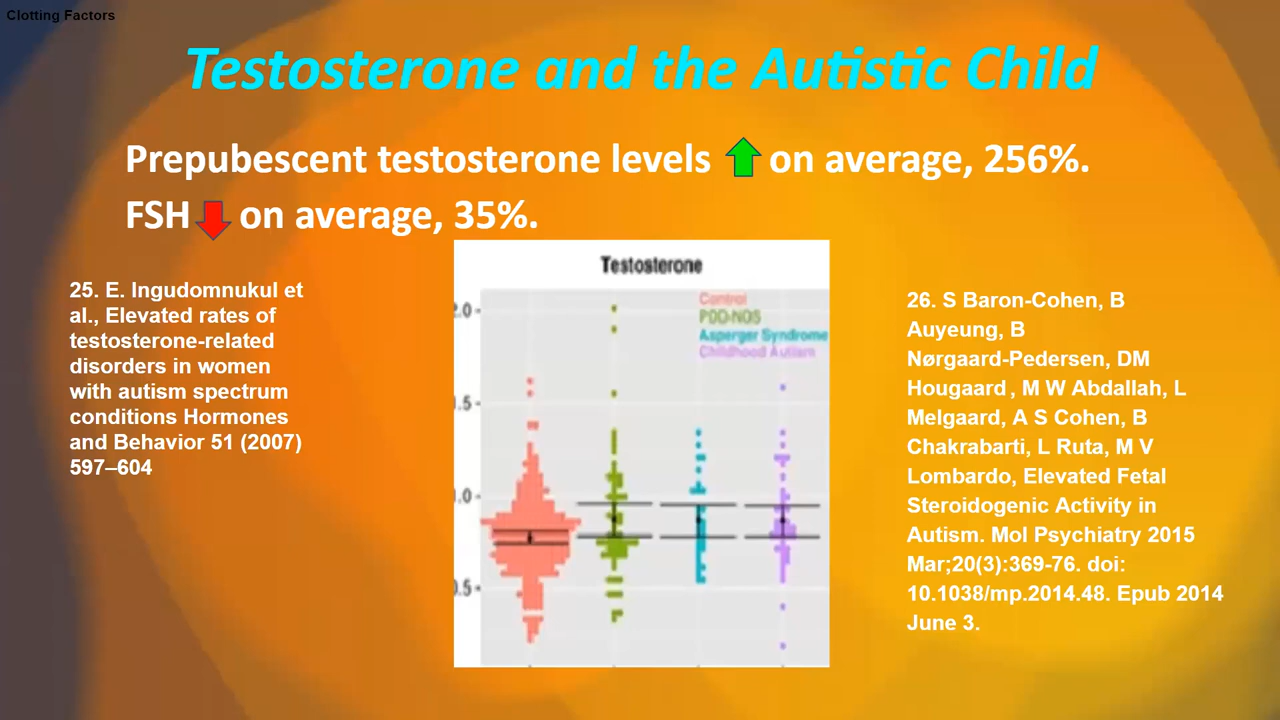 Clotting Factors
Testosterone and the Autistic Child
Prepubescent testosterone levels on average, 256%.
FSH on average, 35%.
25. E. Ingudomnukul et
al., Elevated rates of
testosterone-related
disorders in women
with autism spectrum
conditions Hormones
and Behavior 51 (2007)
597–604
Testosterone
Control
PDD-NOS
Asperger Syndrome
Childhood Autism
2.0
1.5
1.0
0.5
26. S Baron-Cohen, B
Auyeung, B
Nørgaard-Pedersen, DM
Hougaard, M W Abdallah, L
Melgaard, A S Cohen, B
Chakrabarti, L Ruta, M V
Lombardo, Elevated Fetal
Steroidogenic Activity in
Autism. Mol Psychiatry 2015
Mar;20(3):369-76. doi:
10.1038/mp.2014.48. Epub 2014
June 3.